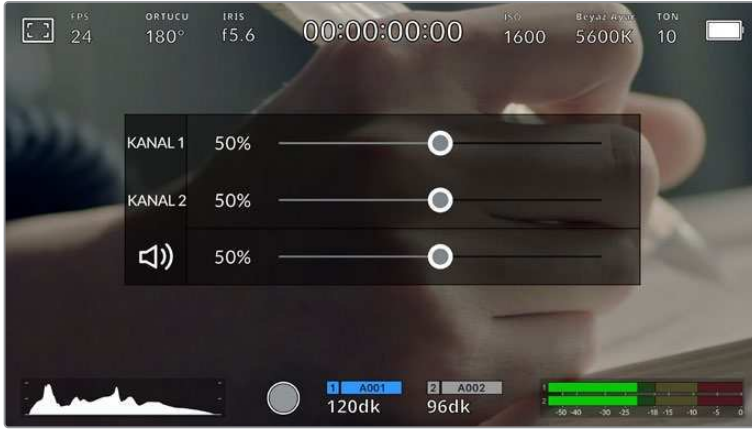 FPS ORTUCU IRIS ISO Beyaz Ayar TON
24 180° f5.6 00:00:00:00 1600 5600K 10
KANAL 1 50%
KANAL 2 50%
50%
1 A001 2 A002
120dk 96dk
1
2
-50 -40 -30 -25 -18 -15 -10 -5 0